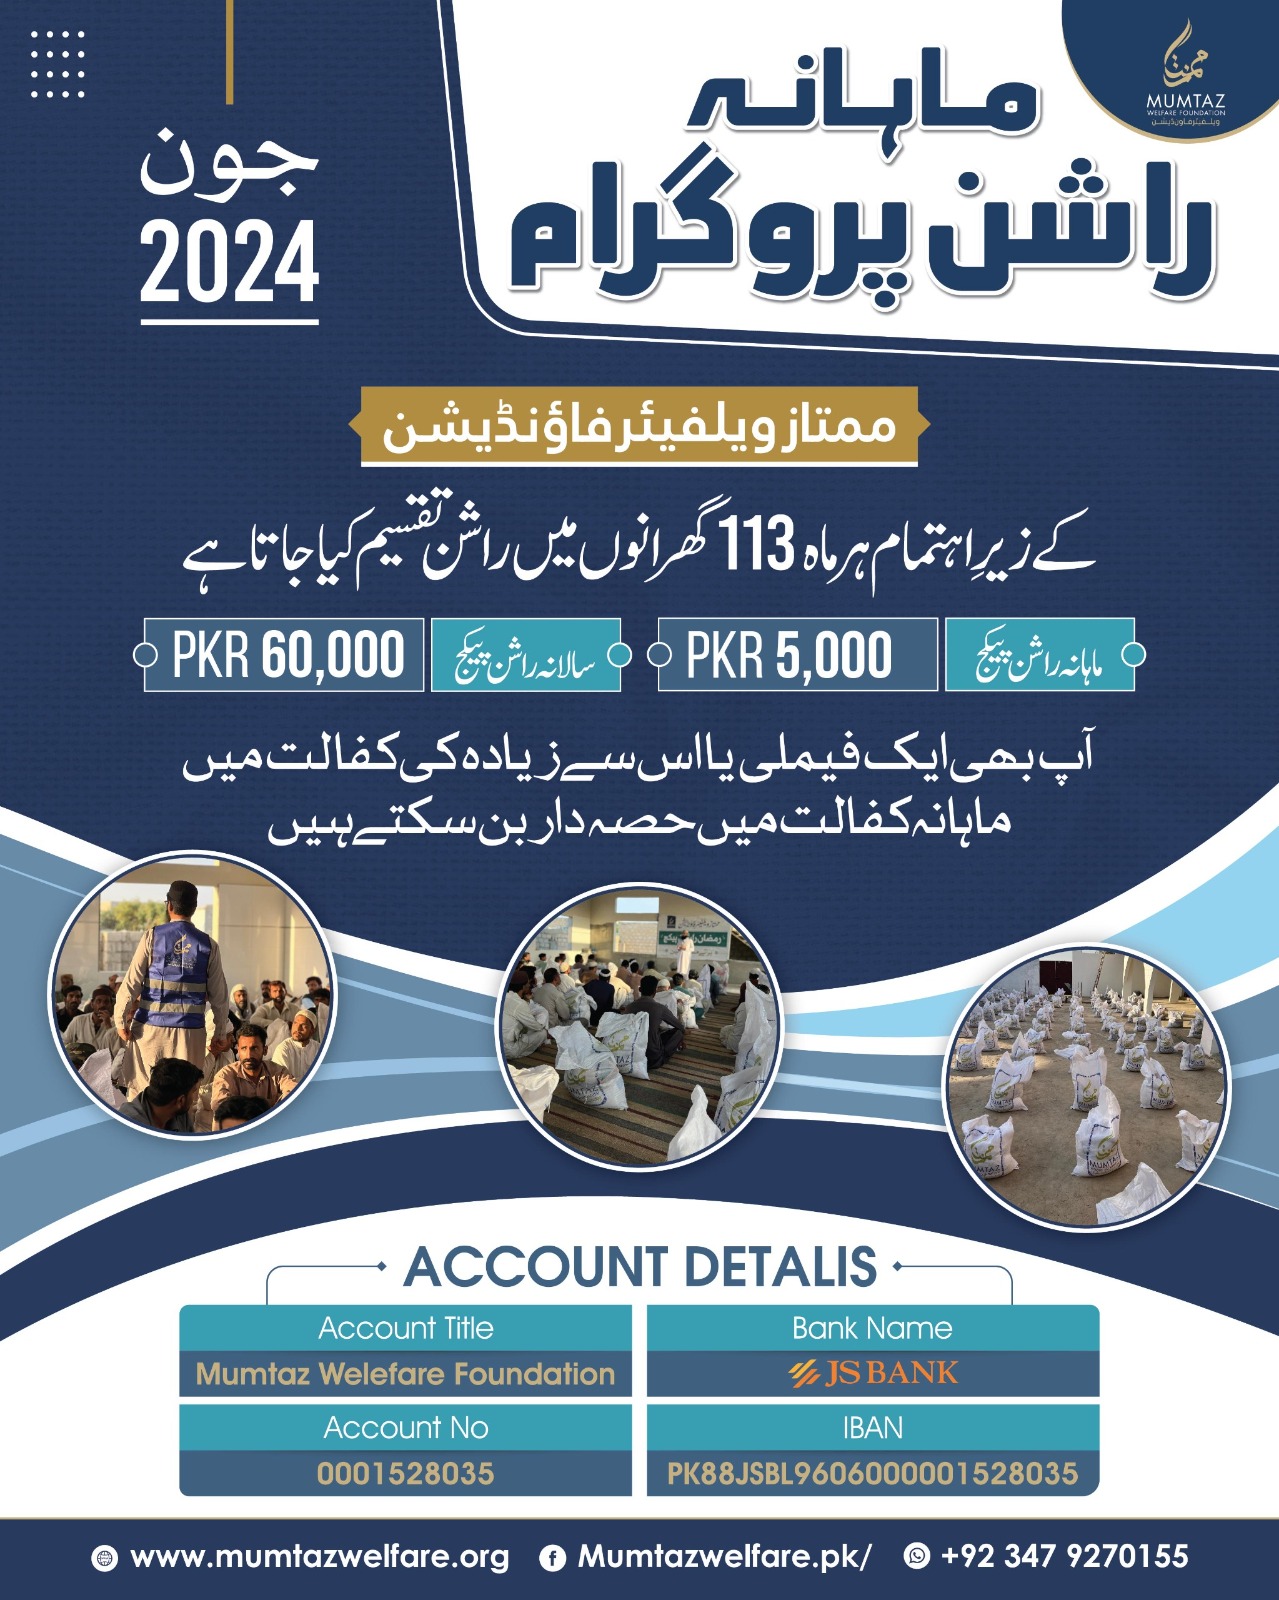 ماہانہ
راشن پروگرام
ممتاز
MUMTAZ
WELFARE FOUNDATION
ویلفیئر فاونڈیشن
جون
2024
ممتاز ویلفیئر فاؤنڈیشن
کے زیرِ اہتمام ہر ماہ 113 گھرانوں میں راشن تقسیم کیا جاتا ہے
ماہانہ راشن پیکج PKR 5,000 سالانہ راشن پیکج PKR 60,000
آپ بھی ایک فیملی یا اس سے زیادہ کی کفالت میں
ماہانہ کفالت میں حصہ دار بن سکتے ہیں
ACCOUNT DETALIS
Account Title
Mumtaz Welefare Foundation
Bank Name
JS BANK
Account No
0001528035
IBAN
PK88JSBL9606000001528035
www.mumtazwelfare.org Mumtazwelfare.pk/ +92 347 9270155